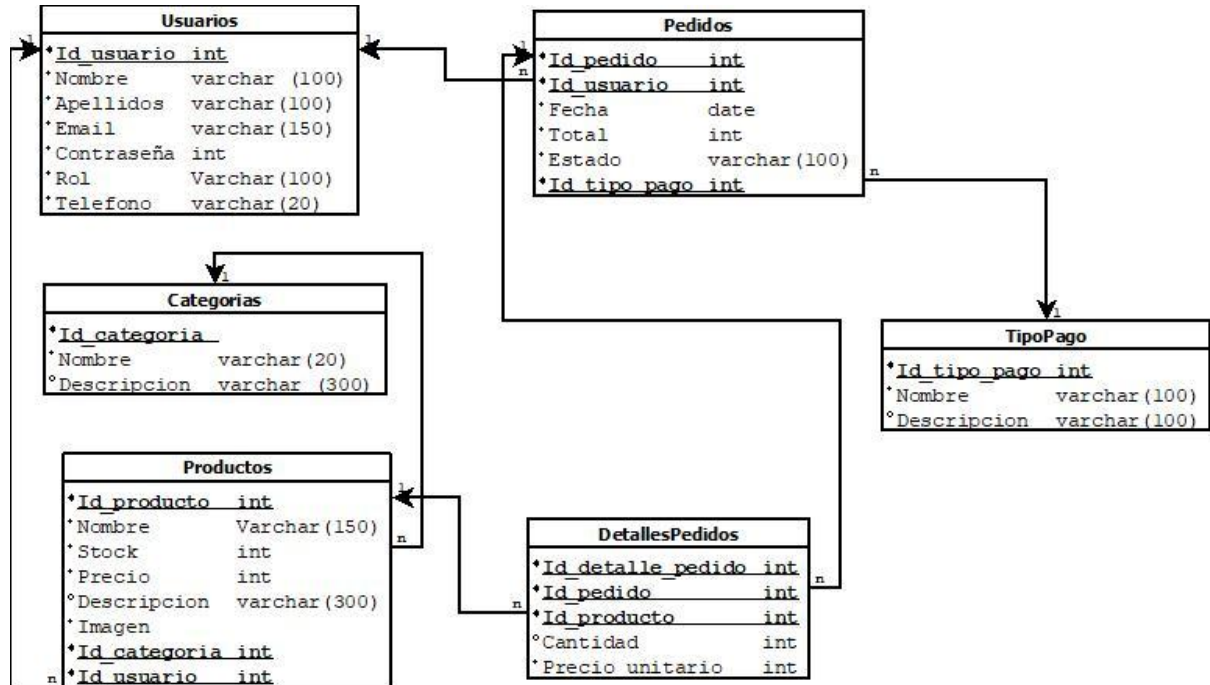 Usuarios
Id_usuario int
Nombre varchar (100)
Apellidos varchar(100)
Email varchar(150)
Contraseña int
Rol Varchar(100)
Telefono varchar(20)
1
1
Pedidos
Id_pedido int
Id_usuario int
Fecha date
Total int
Estado varchar(100)
Id_tipo_pago int
1
n
n
Categorias
Id_categoria
Nombre varchar(20)
Descripcion varchar (300)
1
TipoPago
Id_tipo_pago int
Nombre varchar(100)
Descripcion varchar(100)
1
Productos
Id_producto int
Nombre Varchar(150)
Stock int
Precio int
Descripcion varchar(300)
Imagen
Id_categoria int
Id_usuario int
1
n
n
DetallesPedidos
Id_detalle_pedido int
Id_pedido int
Id_producto int
Cantidad int
Precio unitario int
n
n